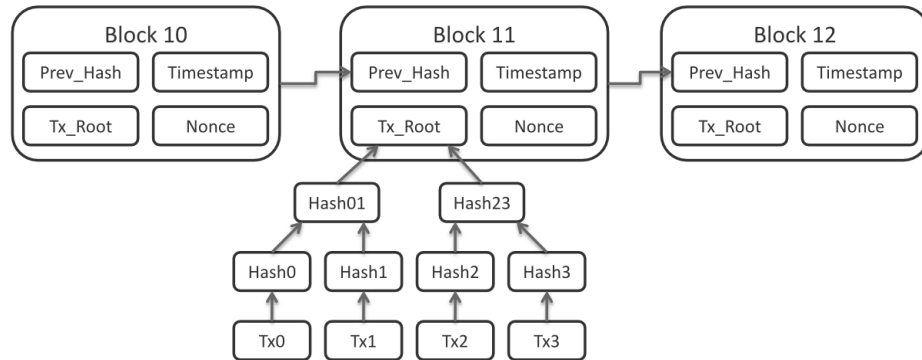 Block 10
Block 11
Block 12
Prev_Hash
Timestamp
Prev_Hash
Timestamp
Prev_Hash
Timestamp
Tx_Root
Nonce
Tx_Root
Nonce
Tx_Root
Nonce
Hash01
Hash23
Hash0
Hash1
Hash2
Hash3
Tx0
Tx1
Tx2
Tx3